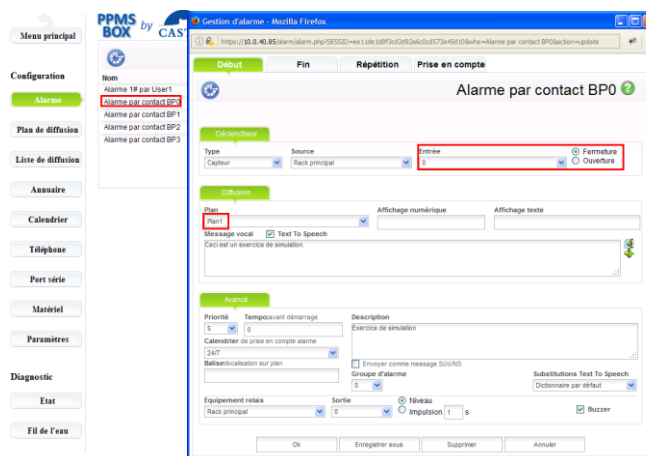 PPMS
BOX by CAS
Menu principal
Configuration
Alarme
Plan de diffusion
Liste de diffusion
Annuaire
Calendrier
Téléphone
Port série
Matériel
Paramètres
Diagnostic
Etat
Fil de l'eau
Nom
Alarme 1# par User1
Alarme par contact BP0
Alarme par contact BP1
Alarme par contact BP2
Alarme par contact BP3
Gestion d'alarme - Mozilla Firefox
Début Fin Répétition Prise en compte
Alarme par contact BP0
Déclencheur
Type Source Entrée
Capteur Rack principal 0
Fermeture
Ouverture
Diffusion
Plan Affichage numérique Affichage texte
Plan1
Message vocal Text To Speech
Ceci est un exercice de simulation.
Avancé
Priorité Tempo avant démarrage Description
5 0 Exercice de simulation
Calendrier de prise en compte alarme
24/7
Balise localisation sur plan
Envoyer comme message SU/INS
Groupe d'alarme Substitutions Text To Speech
0 Dictionnaire par défaut
Equipement relais Sortie
Rack principal 0
Niveau
Impulsion 1 s
Buzzer
Ok Enregistrer sous Supprimer Annuler